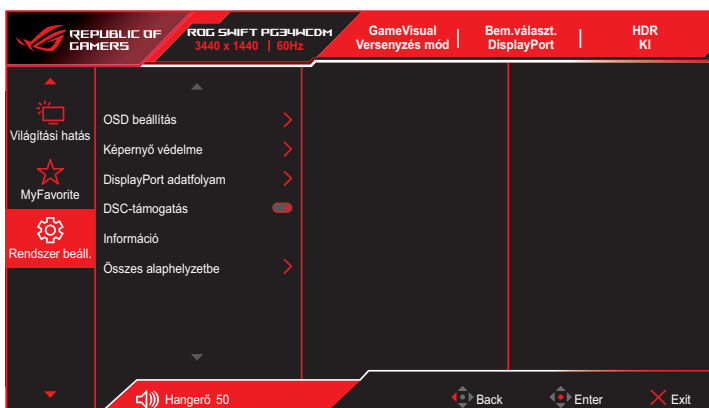 REPUBLIC OF
GAMERS
ROG SWIFT PG34WCDM
3440 x 1440 | 60Hz
GameVisual
Versenyzés mód
Bem.választ.
DisplayPort
HDR
KI
Világítási hatás
MyFavorite
Rendszer beáll.
OSD beállítás
Képernyő védelme
DisplayPort adatfolyam
DSC-támogatás
Információ
Összes alaphelyzetbe
Hangerő 50
Back
Enter
Exit